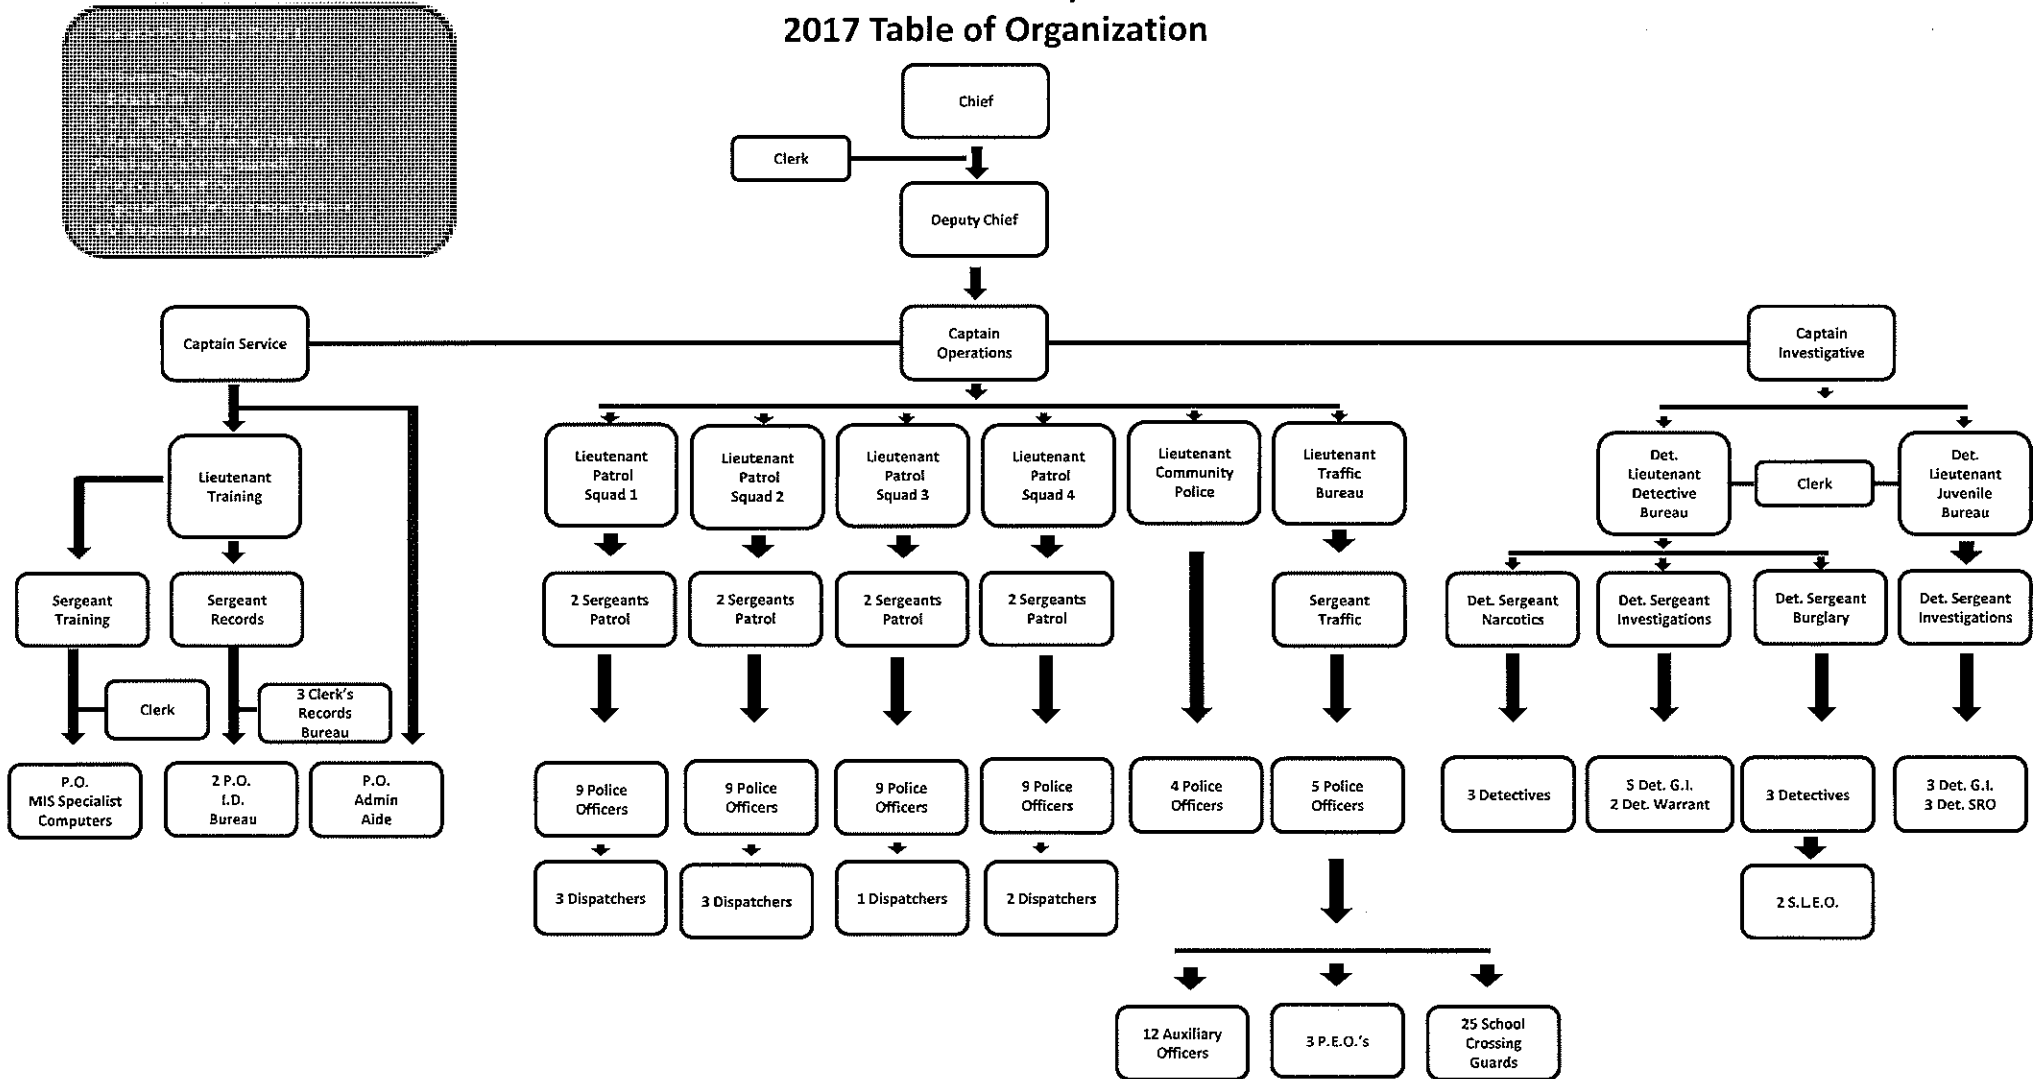 2017 Table of Organization
Chief
Clerk
Deputy Chief
Captain Service
Captain
Operations
Captain
Investigative
Lieutenant
Training
Lieutenant
Patrol
Squad 1
Lieutenant
Patrol
Squad 2
Lieutenant
Patrol
Squad 3
Lieutenant
Patrol
Squad 4
Lieutenant
Community
Police
Lieutenant
Traffic
Bureau
Det.
Lieutenant
Detective
Bureau
Clerk
Det.
Lieutenant
Juvenile
Bureau
Sergeant
Training
Sergeant
Records
2 Sergeants
Patrol
2 Sergeants
Patrol
2 Sergeants
Patrol
2 Sergeants
Patrol
Sergeant
Traffic
Det. Sergeant
Narcotics
Det. Sergeant
Investigations
Det. Sergeant
Burglary
Det. Sergeant
Investigations
Clerk
3 Clerk's
Records
Bureau
P.O.
MIS Specialist
Computers
2 P.O.
I.D.
Bureau
P.O.
Admin
Aide
9 Police
Officers
9 Police
Officers
9 Police
Officers
9 Police
Officers
4 Police
Officers
5 Police
Officers
3 Detectives
5 Det. G.I.
2 Det. Warrant
3 Detectives
3 Det. G.I.
3 Det. SRO
3 Dispatchers
3 Dispatchers
1 Dispatchers
2 Dispatchers
2 S.L.E.O.
12 Auxiliary
Officers
3 P.E.O.'s
25 School
Crossing
Guards